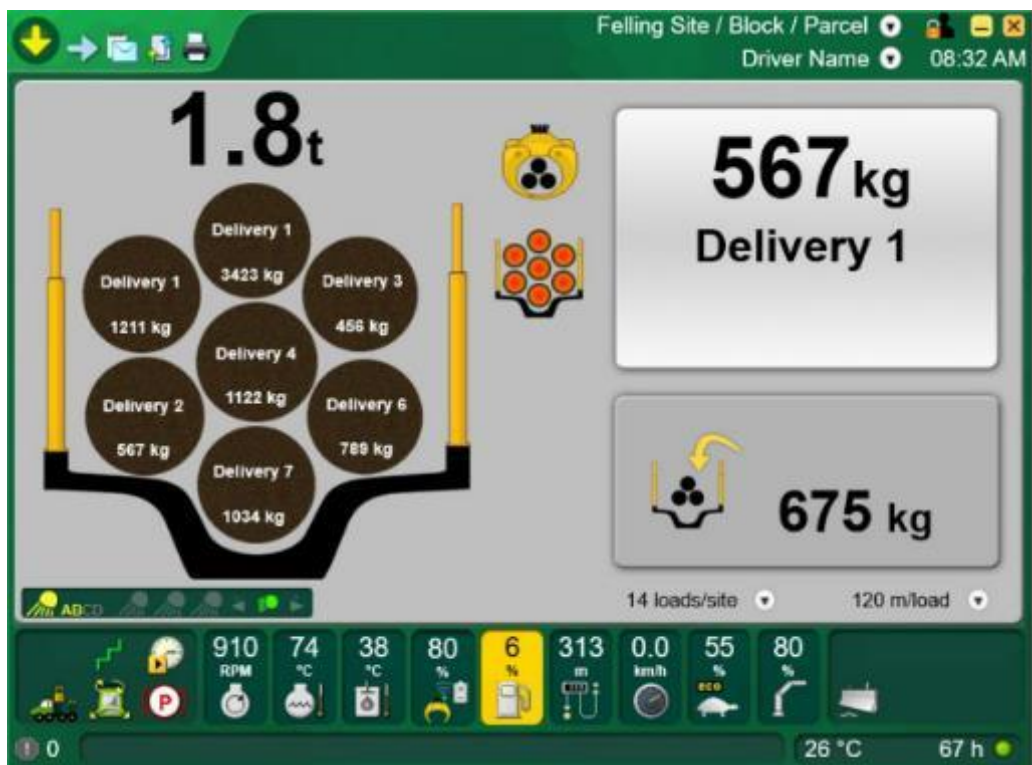 Felling Site / Block / Parcel
Driver Name 08:32 AM
1.8t
Delivery 1
3423 kg
Delivery 1
1211 kg
Delivery 3
456 kg
Delivery 4
1122 kg
Delivery 2
567 kg
Delivery 6
789 kg
Delivery 7
1034 kg
567 kg
Delivery 1
675 kg
14 loads/site 120 m/load
ABCD
910 RPM
74 °C
38 °C
80 %
6 %
313 m
0.0 km/h
55 %
eco
80 %
P
0
26 °C 67 h